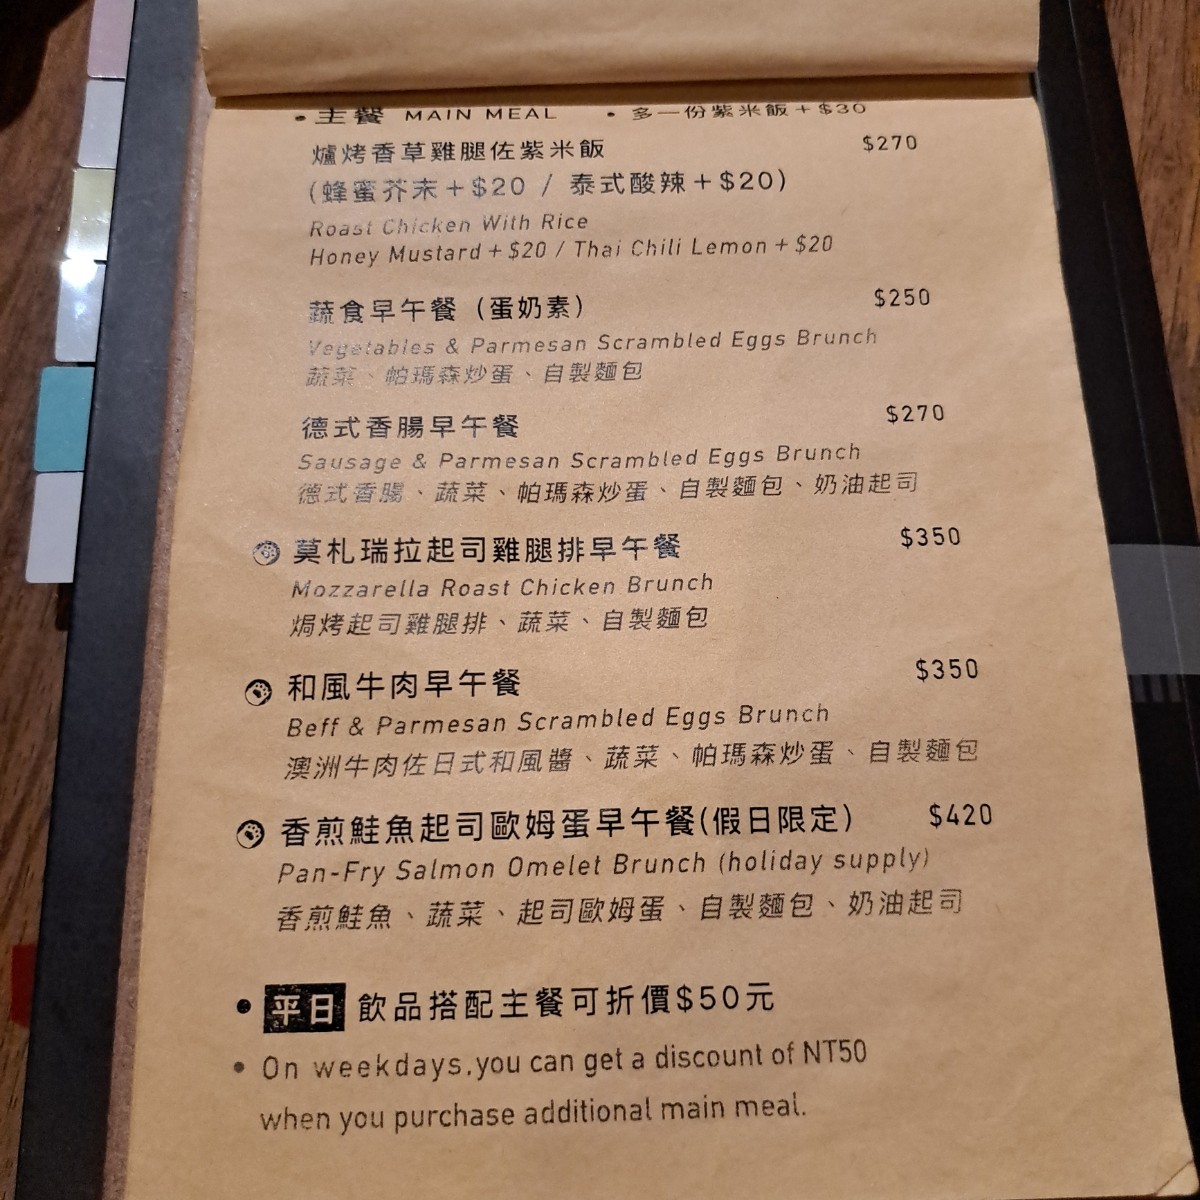 • 主餐 MAIN MEAL • 多一份紫米飯+$30
爐烤香草雞腿佐紫米飯 $270
(蜂蜜芥末+$20 / 泰式酸辣+$20)
Roast Chicken With Rice
Honey Mustard+$20 / Thai Chili Lemon+$20
蔬食早午餐 (蛋奶素) $250
Vegetables & Parmesan Scrambled Eggs Brunch
蔬菜、帕瑪森炒蛋、自製麵包
德式香腸早午餐 $270
Sausage & Parmesan Scrambled Eggs Brunch
德式香腸、蔬菜、帕瑪森炒蛋、自製麵包、奶油起司
莫札瑞拉起司雞腿排早午餐 $350
Mozzarella Roast Chicken Brunch
焗烤起司雞腿排、蔬菜、自製麵包
和風牛肉早午餐 $350
Beff & Parmesan Scrambled Eggs Brunch
澳洲牛肉佐日式和風醬、蔬菜、帕瑪森炒蛋、自製麵包
香煎鮭魚起司歐姆蛋早午餐(假日限定) $420
Pan-Fry Salmon Omelet Brunch (holiday supply)
香煎鮭魚、蔬菜、起司歐姆蛋、自製麵包、奶油起司
• 平日 飲品搭配主餐可折價$50元
• On weekdays,you can get a discount of NT50
when you purchase additional main meal.